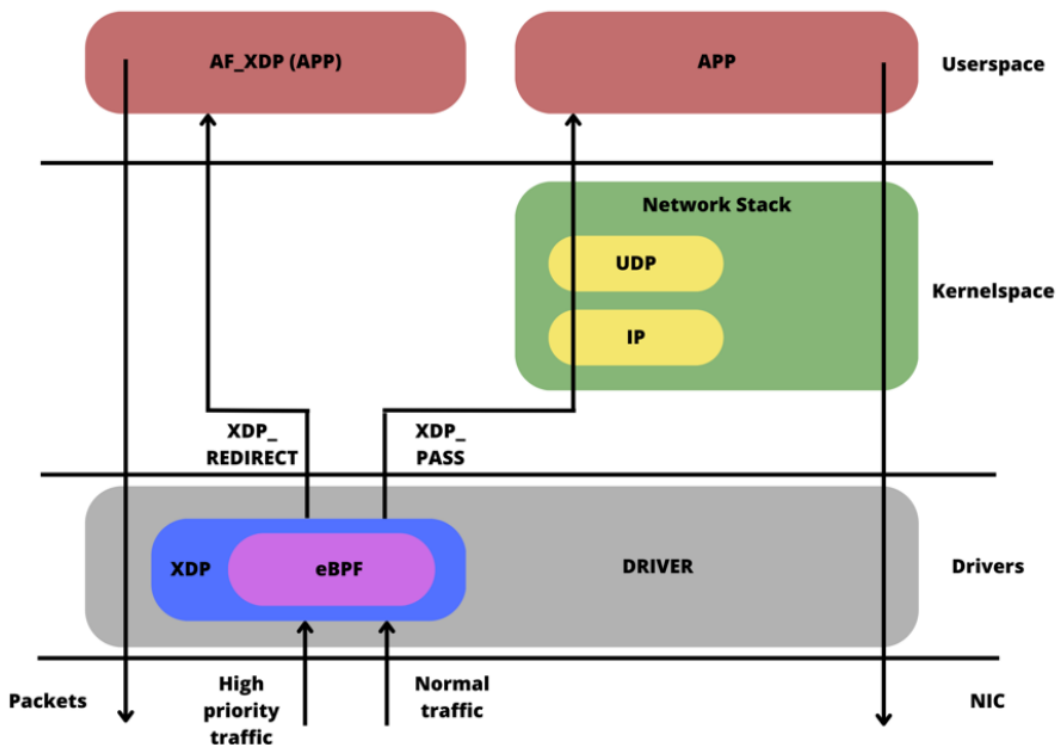 AF_XDP (APP)
APP
Userspace
Network Stack
UDP
IP
Kernelspace
XDP_
REDIRECT
XDP_
PASS
XDP
eBPF
DRIVER
Drivers
Packets
High
priority
traffic
Normal
traffic
NIC